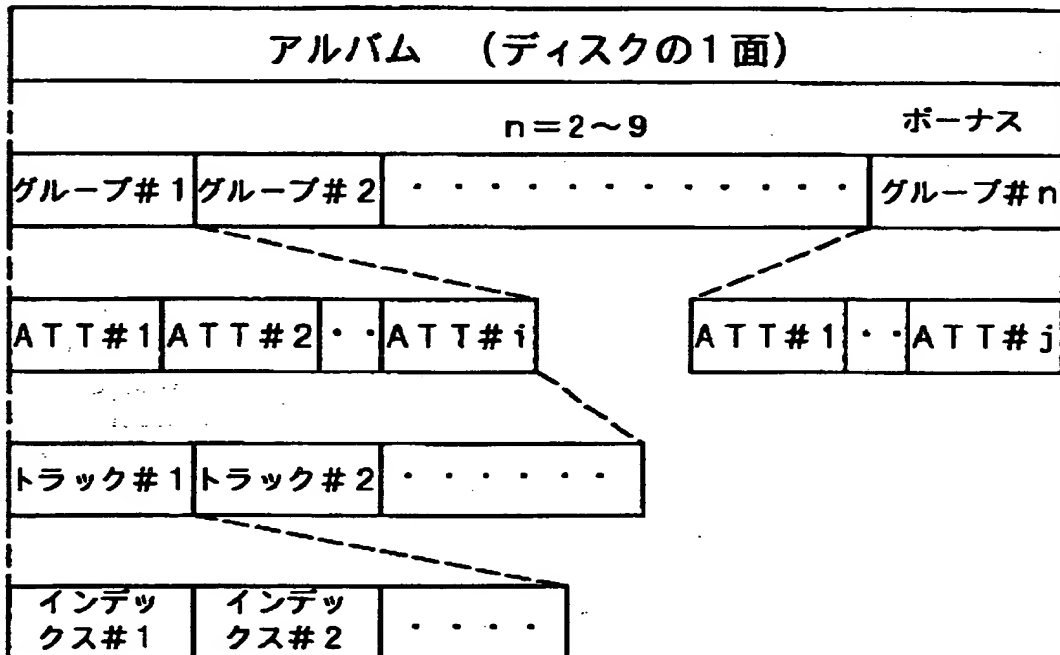 アルバム (ディスクの1面)
n=2~9 ボーナス
グループ#1 グループ#2 ・・・・・・・・・・・・・ グループ#n
ATT#1 ATT#2 ・・ ATT#i ATT#1 ・・ ATT#j
トラック#1 トラック#2 ・・・・・・
インデックス#1 インデックス#2 ・・・・